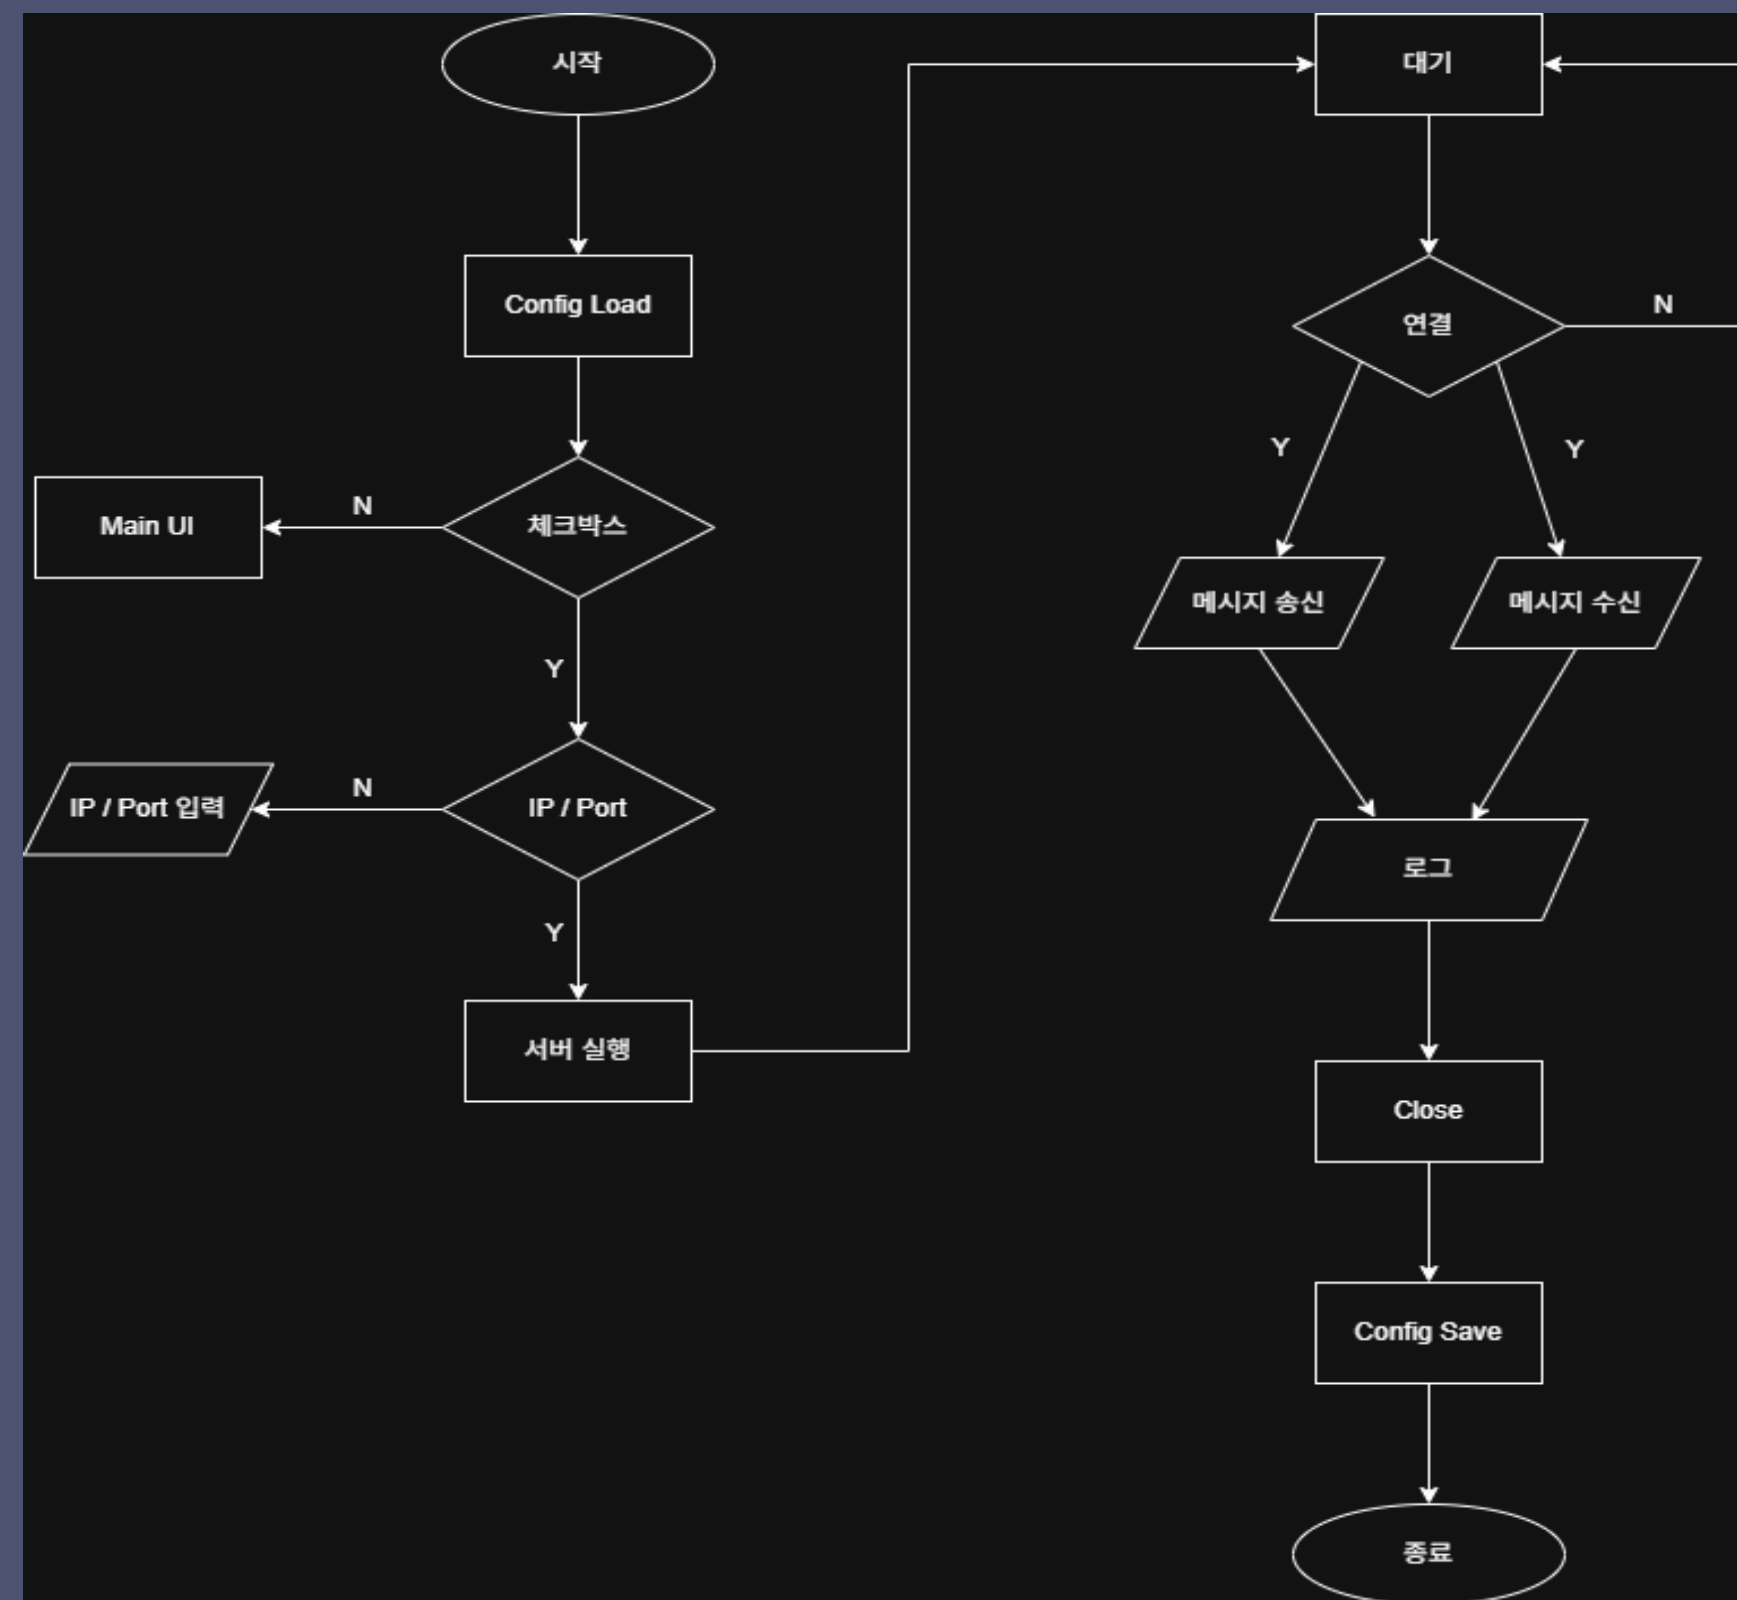 시작
Config Load
체크박스
N
Main UI
Y
IP / Port
N
IP / Port 입력
Y
서버 실행
대기
연결
N
Y
Y
메시지 송신
메시지 수신
로그
Close
Config Save
종료